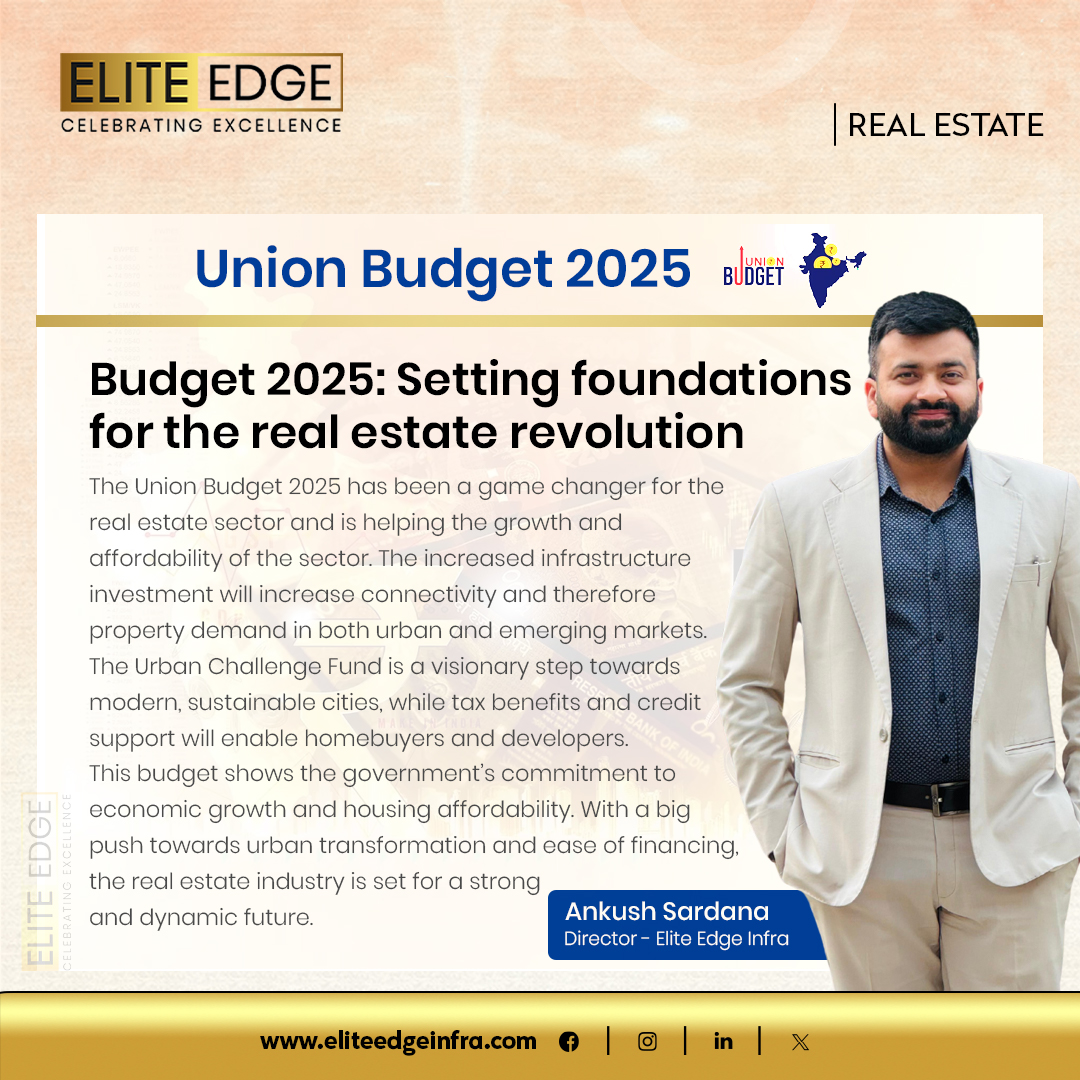 ELITE EDGE
CELEBRATING EXCELLENCE
REAL ESTATE
Union Budget 2025
UNION
BUDGET
Budget 2025: Setting foundations
for the real estate revolution
The Union Budget 2025 has been a game changer for the
real estate sector and is helping the growth and
affordability of the sector. The increased infrastructure
investment will increase connectivity and therefore
property demand in both urban and emerging markets.
The Urban Challenge Fund is a visionary step towards
modern, sustainable cities, while tax benefits and credit
support will enable homebuyers and developers.
This budget shows the government’s commitment to
economic growth and housing affordability. With a big
push towards urban transformation and ease of financing,
the real estate industry is set for a strong
and dynamic future.
RESERVE BANK OF INDIA
ELITE EDGE
CELEBRATING EXCELLENCE
Ankush Sardana
Director - Elite Edge Infra
www.eliteedgeinfra.com